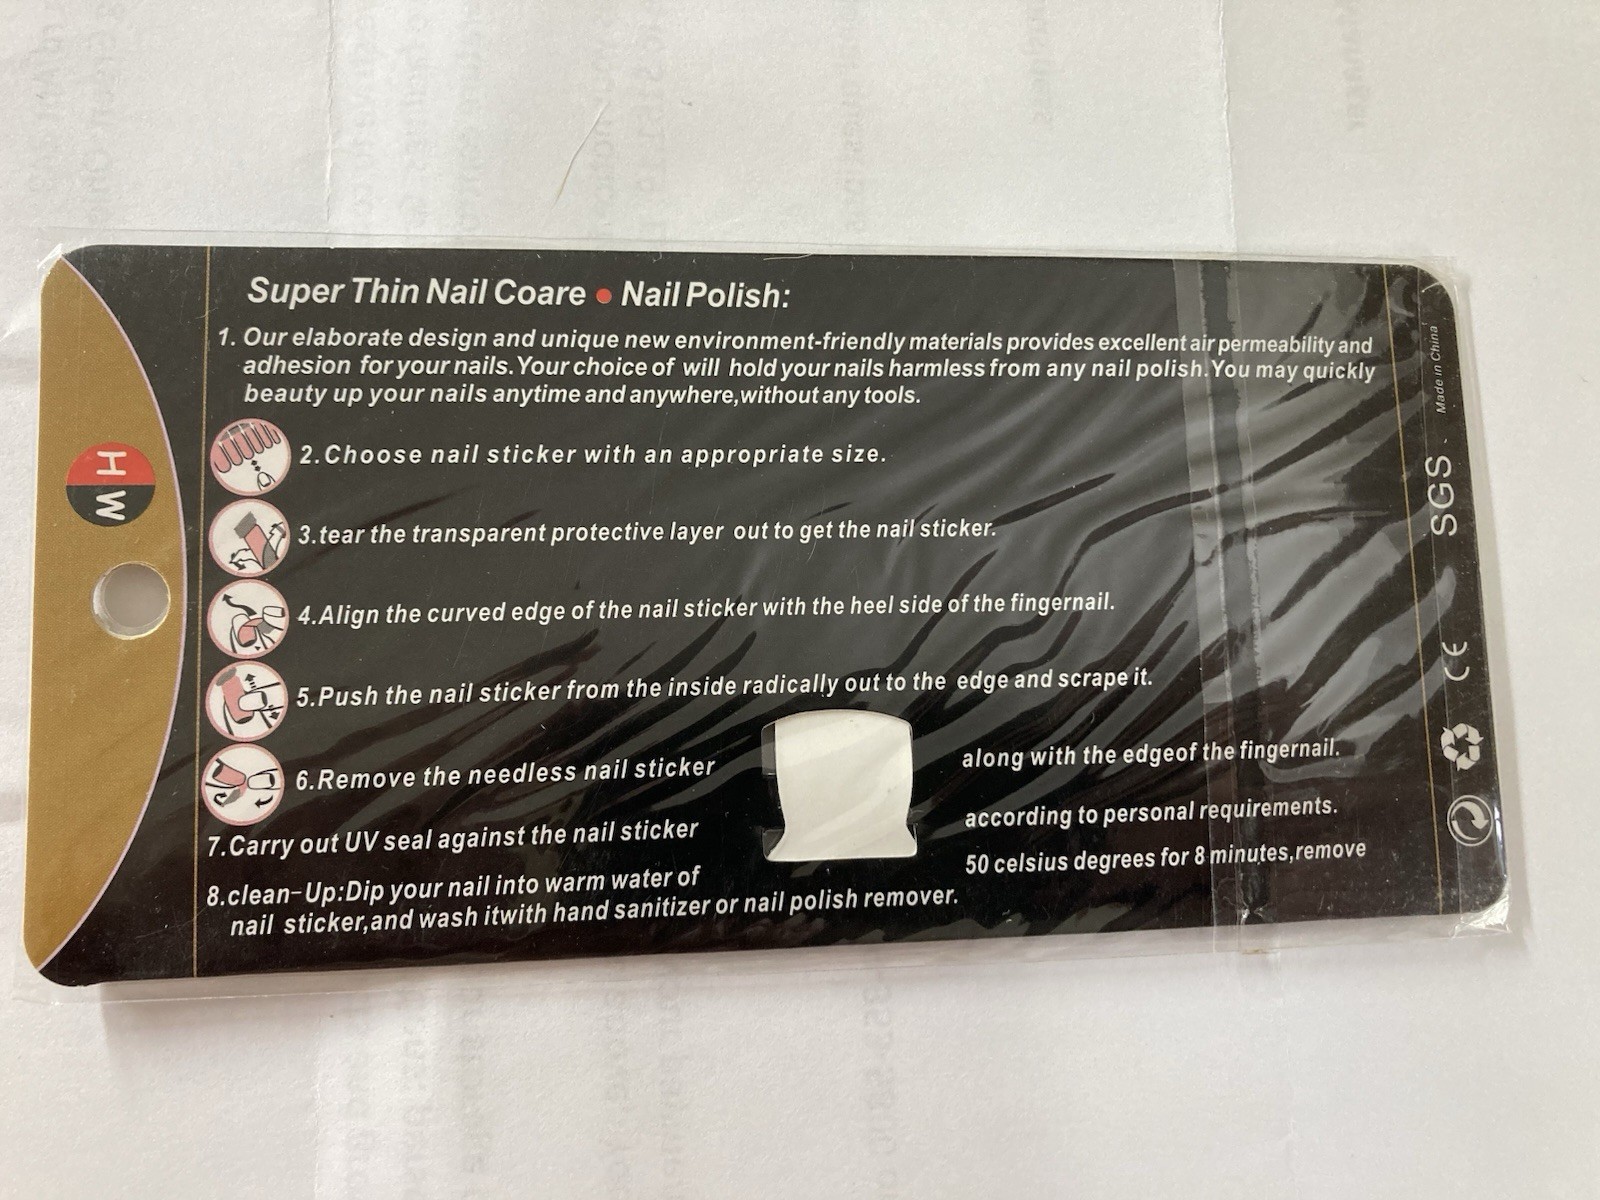 Super Thin Nail Coare • Nail Polish:
1. Our elaborate design and unique new environment-friendly materials provides excellent air permeability and
adhesion for your nails. Your choice of will hold your nails harmless from any nail polish. You may quickly
beauty up your nails anytime and anywhere, without any tools.
2.Choose nail sticker with an appropriate size.
3.tear the transparent protective layer out to get the nail sticker.
4.Align the curved edge of the nail sticker with the heel side of the fingernail.
5.Push the nail sticker from the inside radically out to the edge and scrape it.
6.Remove the needless nail sticker along with the edgeof the fingernail.
7.Carry out UV seal against the nail sticker according to personal requirements.
8.clean-Up:Dip your nail into warm water of 50 celsius degrees for 8 minutes,remove
nail sticker,and wash itwith hand sanitizer or nail polish remover.
H
W
Made in China
SGS
CE